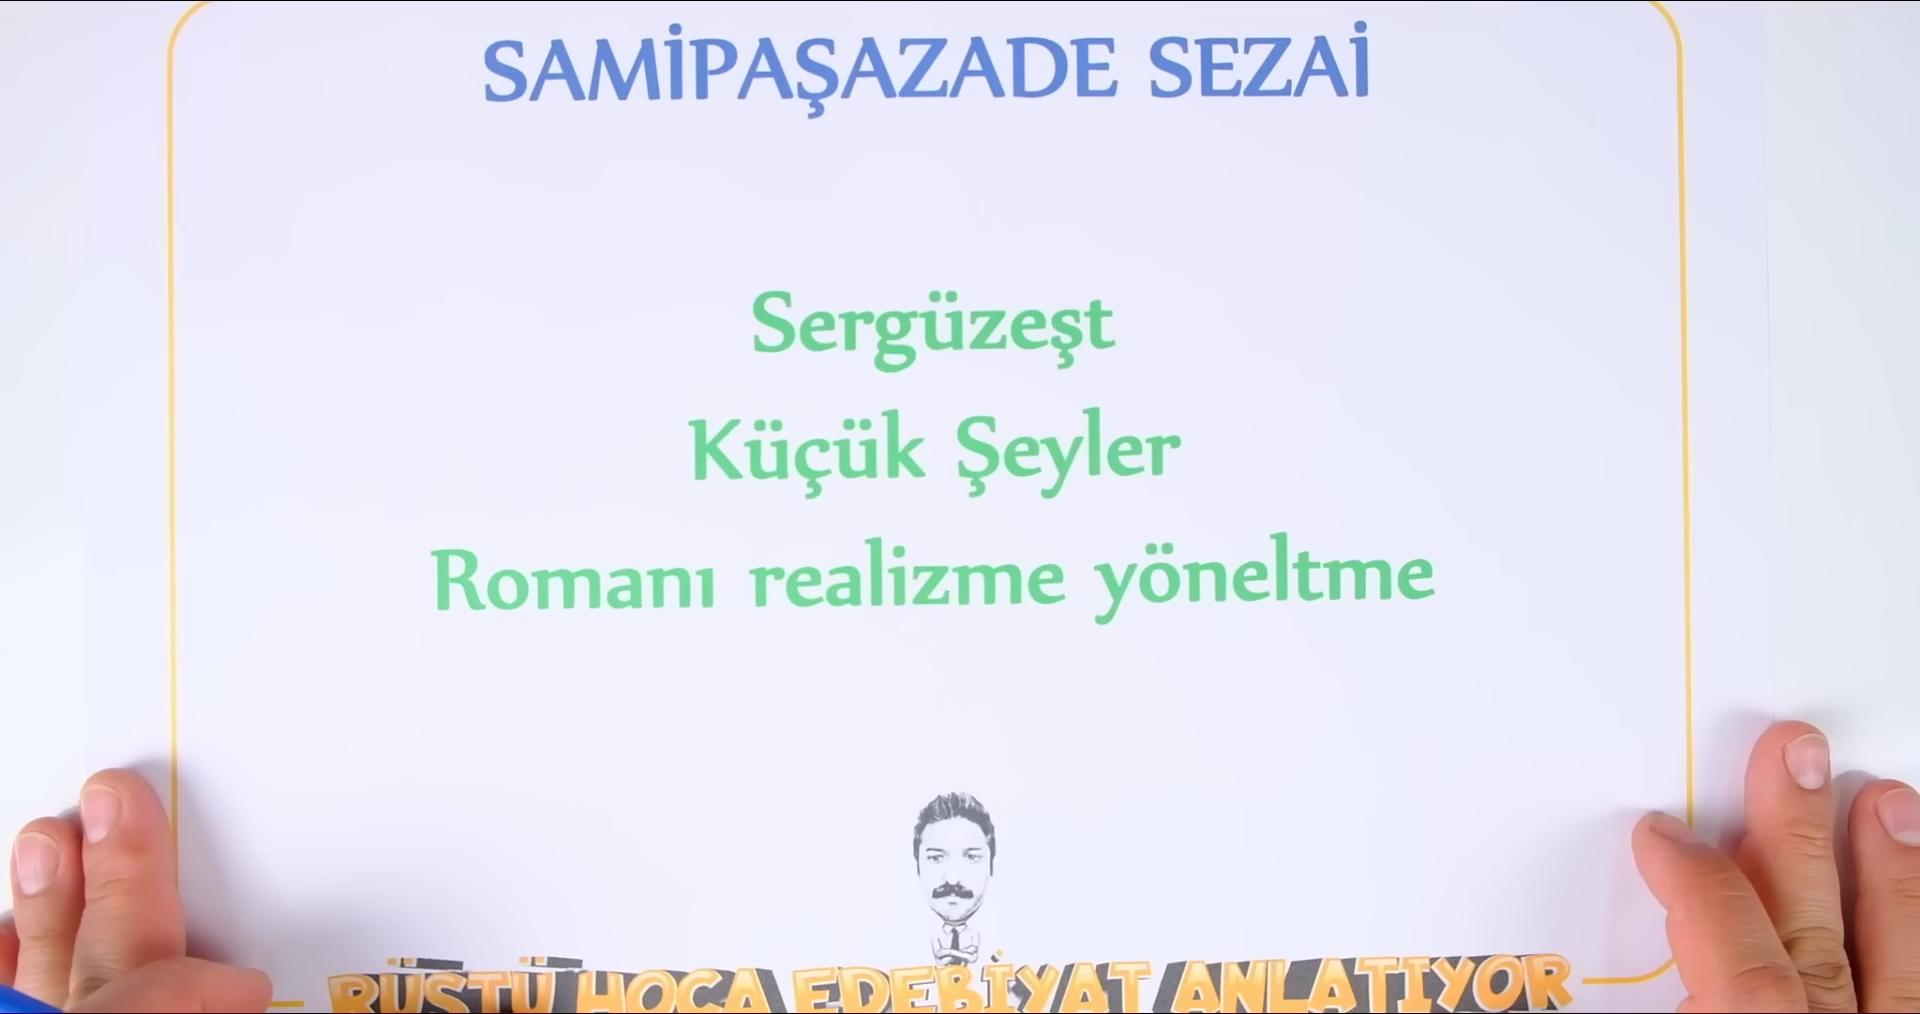 SAMİPAŞAZADE SEZAİ
Sergüzeşt
Küçük Şeyler
Romanı realizme yöneltme
RÜŞTÜ HOCA EDEBİYAT ANLATIYOR